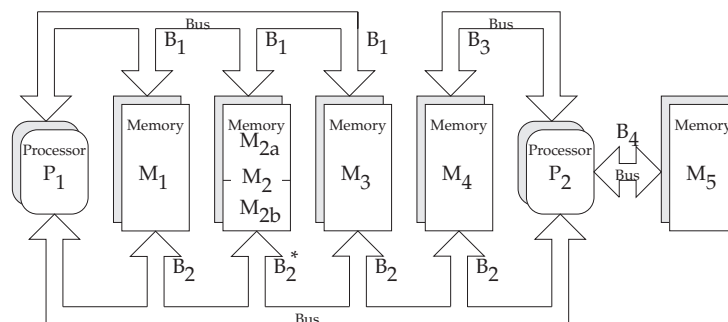 Bus
Bus
B1
B1
B1
B3
Processor
P1
Memory
M1
Memory
M2a
M2
M2b
Memory
M3
Memory
M4
Processor
P2
B4
Bus
Memory
M5
B2
B2*
B2
B2
Bus